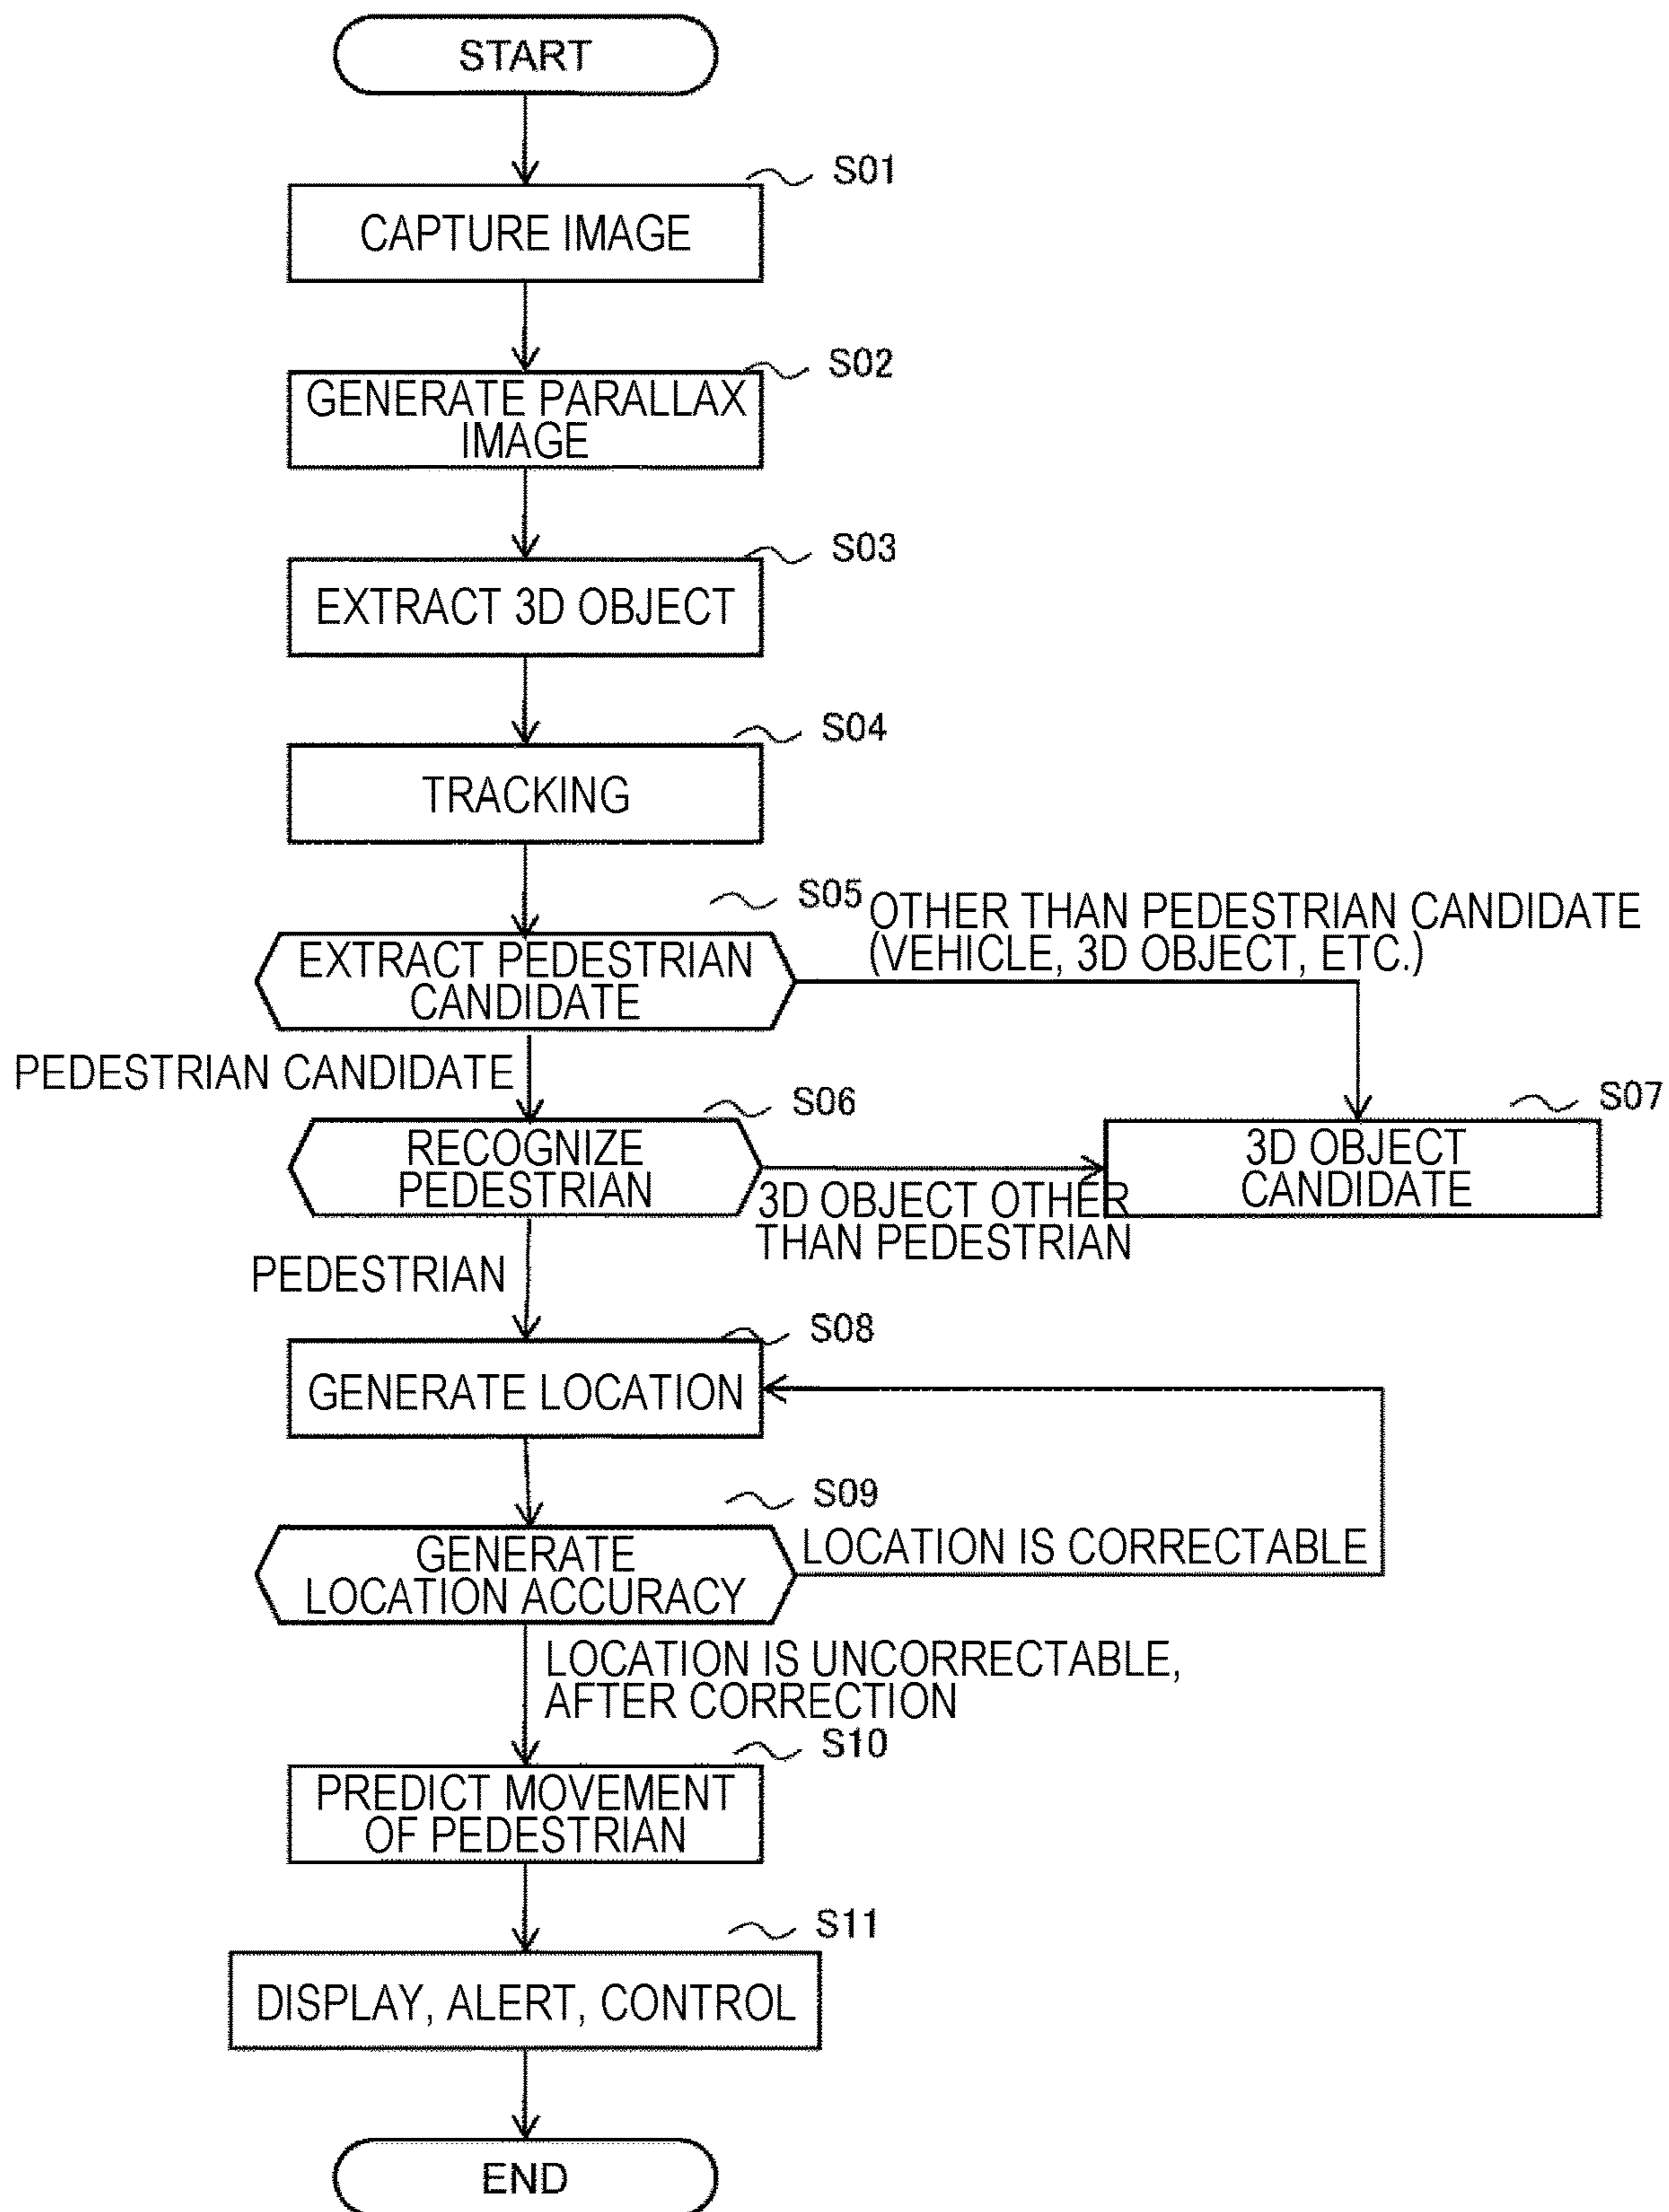 START
S01
CAPTURE IMAGE
S02
GENERATE PARALLAX
IMAGE
S03
EXTRACT 3D OBJECT
S04
TRACKING
S05
OTHER THAN PEDESTRIAN CANDIDATE
(VEHICLE, 3D OBJECT, ETC.)
EXTRACT PEDESTRIAN
CANDIDATE
PEDESTRIAN CANDIDATE
S06
S07
RECOGNIZE
PEDESTRIAN
3D OBJECT
CANDIDATE
3D OBJECT OTHER
THAN PEDESTRIAN
PEDESTRIAN
S08
GENERATE LOCATION
S09
GENERATE
LOCATION ACCURACY
LOCATION IS CORRECTABLE
LOCATION IS UNCORRECTABLE,
AFTER CORRECTION
S10
PREDICT MOVEMENT
OF PEDESTRIAN
S11
DISPLAY, ALERT, CONTROL
END